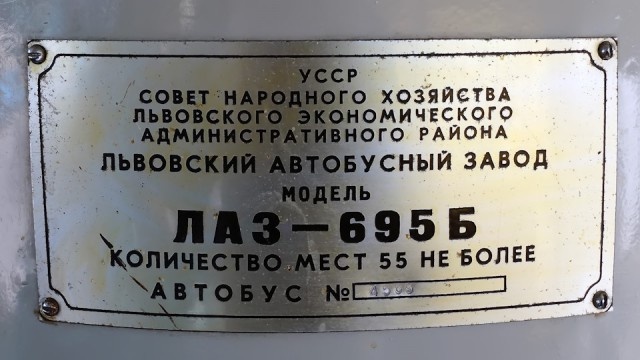 УССР
СОВЕТ НАРОДНОГО ХОЗЯЙСТВА
ЛЬВОВСКОГО ЭКОНОМИЧЕСКОГО
АДМИНИСТРАТИВНОГО РАЙОНА
ЛЬВОВСКИЙ АВТОБУСНЫЙ ЗАВОД
МОДЕЛЬ
ЛАЗ—695Б
КОЛИЧЕСТВО МЕСТ 55 НЕ БОЛЕЕ
АВТОБУС №